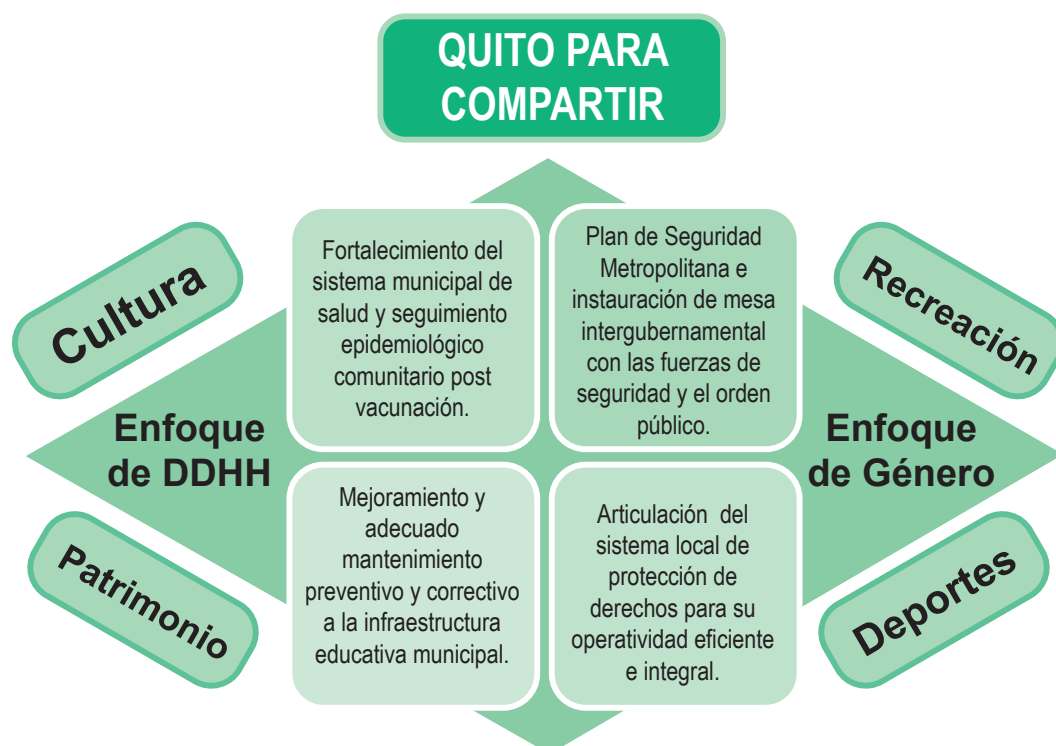 QUITO PARA
COMPARTIR
Cultura
Fortalecimiento del
sistema municipal de
salud y seguimiento
epidemiológico
comunitario post
vacunación.
Plan de Seguridad
Metropolitana e
instauración de mesa
intergubernamental
con las fuerzas de
seguridad y el orden
público.
Recreación
Enfoque
de DDHH
Enfoque
de Género
Patrimonio
Mejoramiento y
adecuado
mantenimiento
preventivo y correctivo
a la infraestructura
educativa municipal.
Articulación del
sistema local de
protección de
derechos para su
operatividad eficiente
e integral.
Deportes